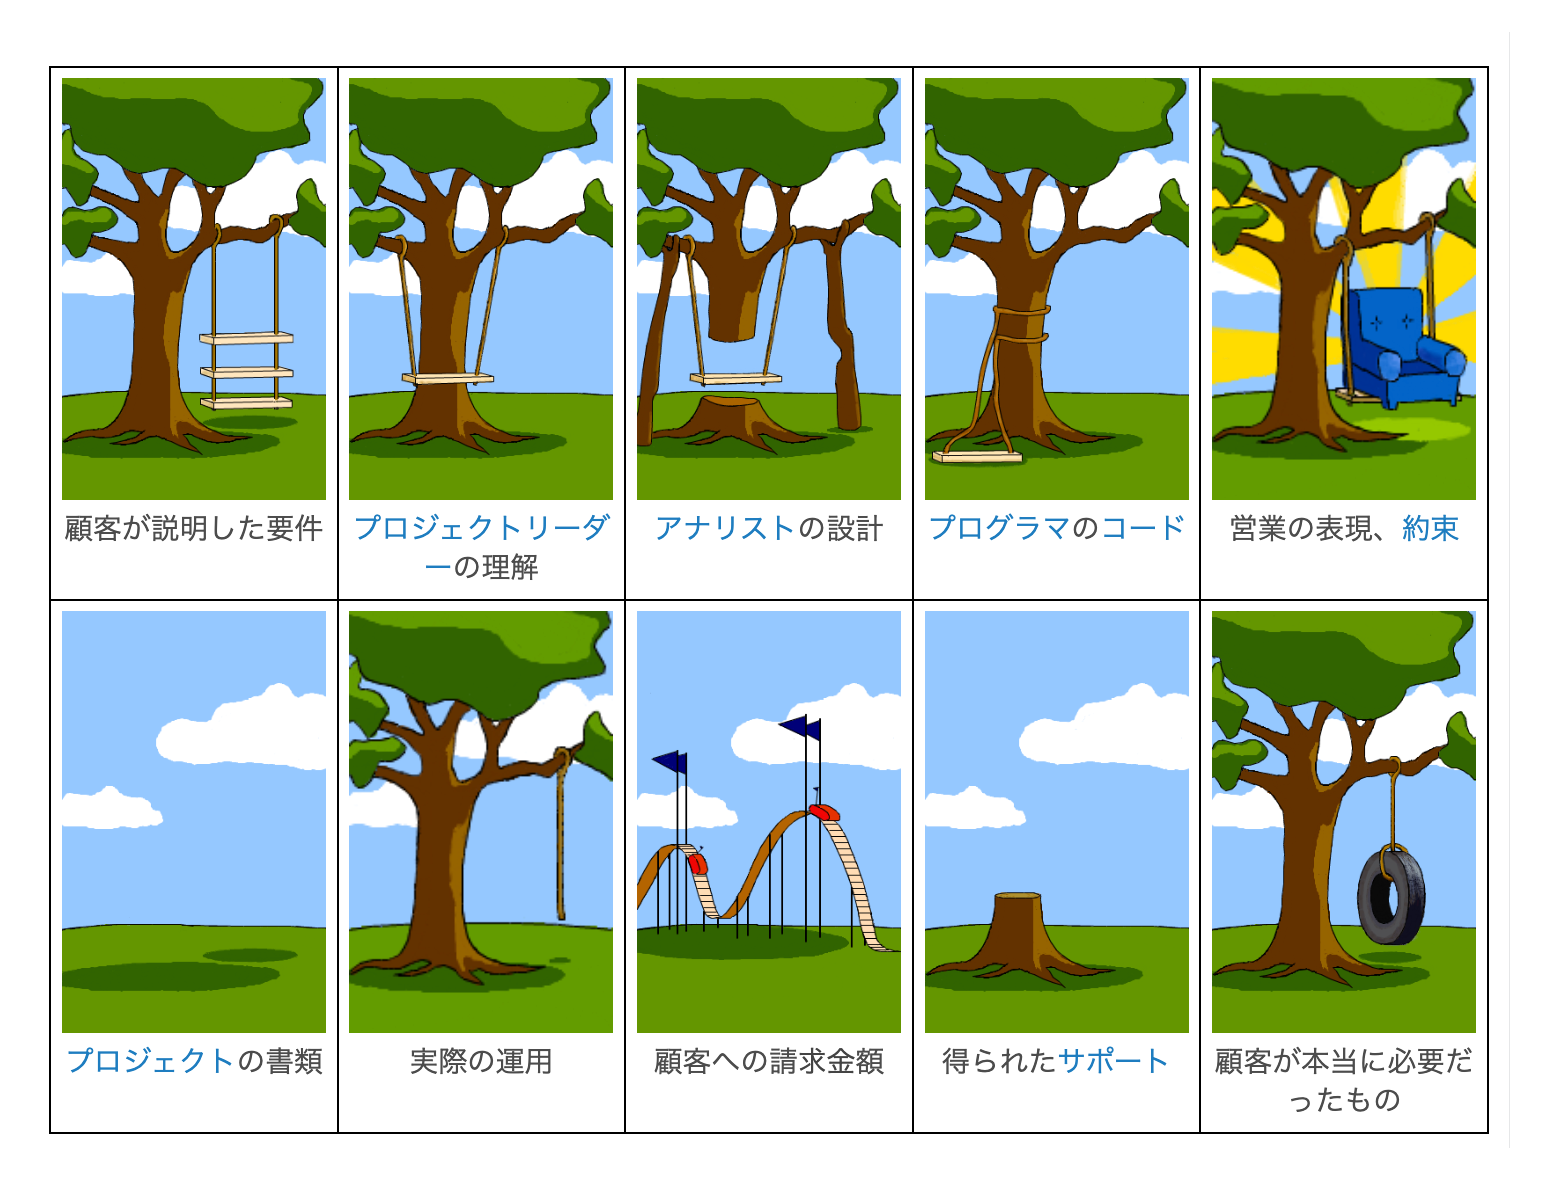 顧客が説明した要件
プロジェクトリーダ
ーの理解
アナリストの設計
プログラマのコード
営業の表現、約束
プロジェクトの書類
実際の運用
顧客への請求金額
得られたサポート
顧客が本当に必要だ
ったもの